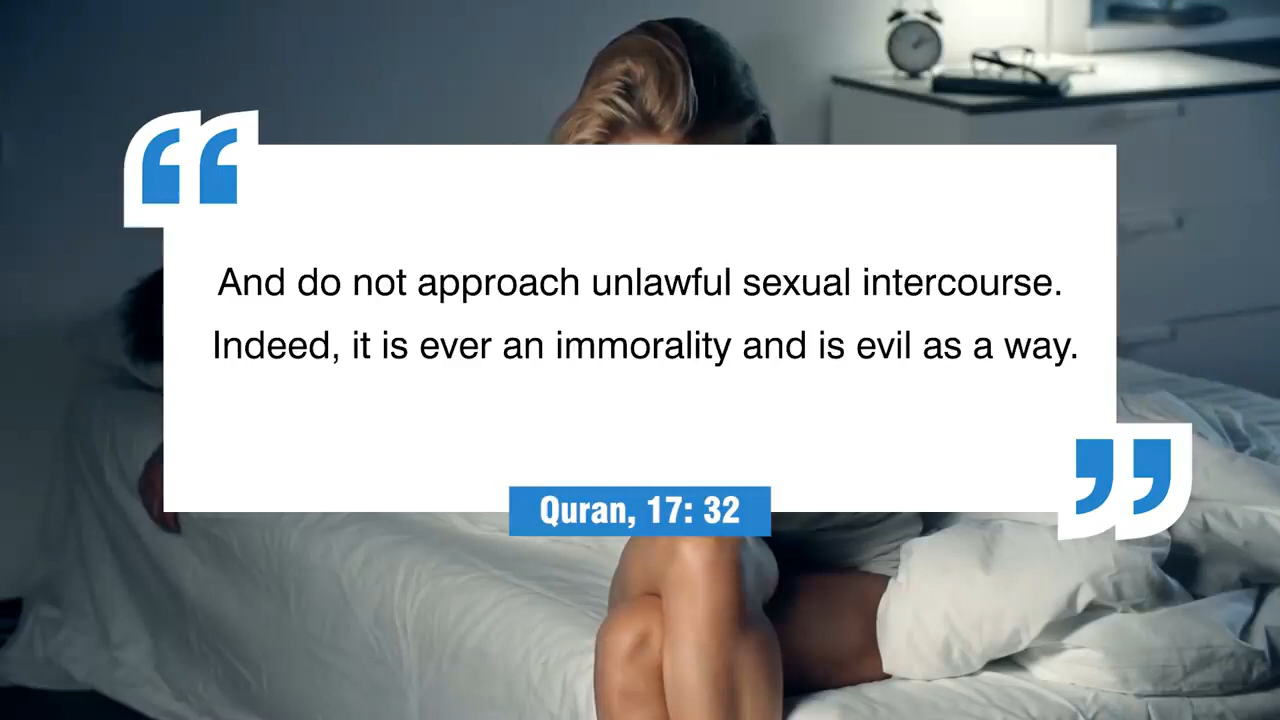 “
And do not approach unlawful sexual intercourse.
Indeed, it is ever an immorality and is evil as a way.
”
Quran, 17: 32